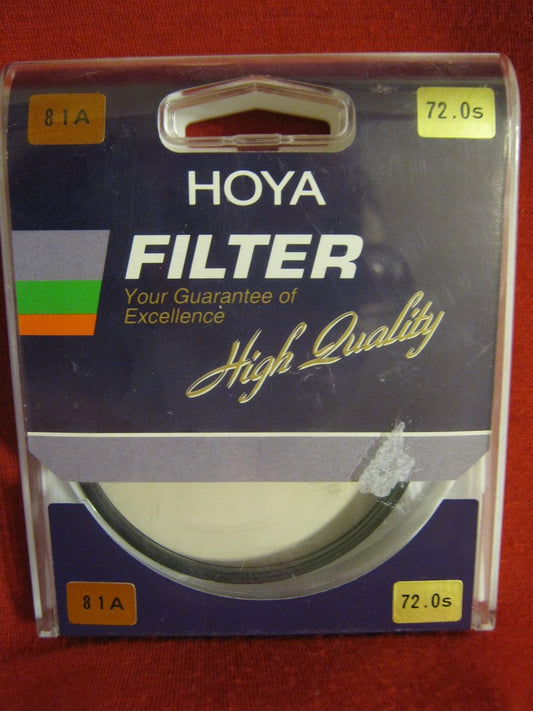 81A
72.0s
HOYA
FILTER
Your Guarantee of
Excellence
High Quality
81A
72.0s